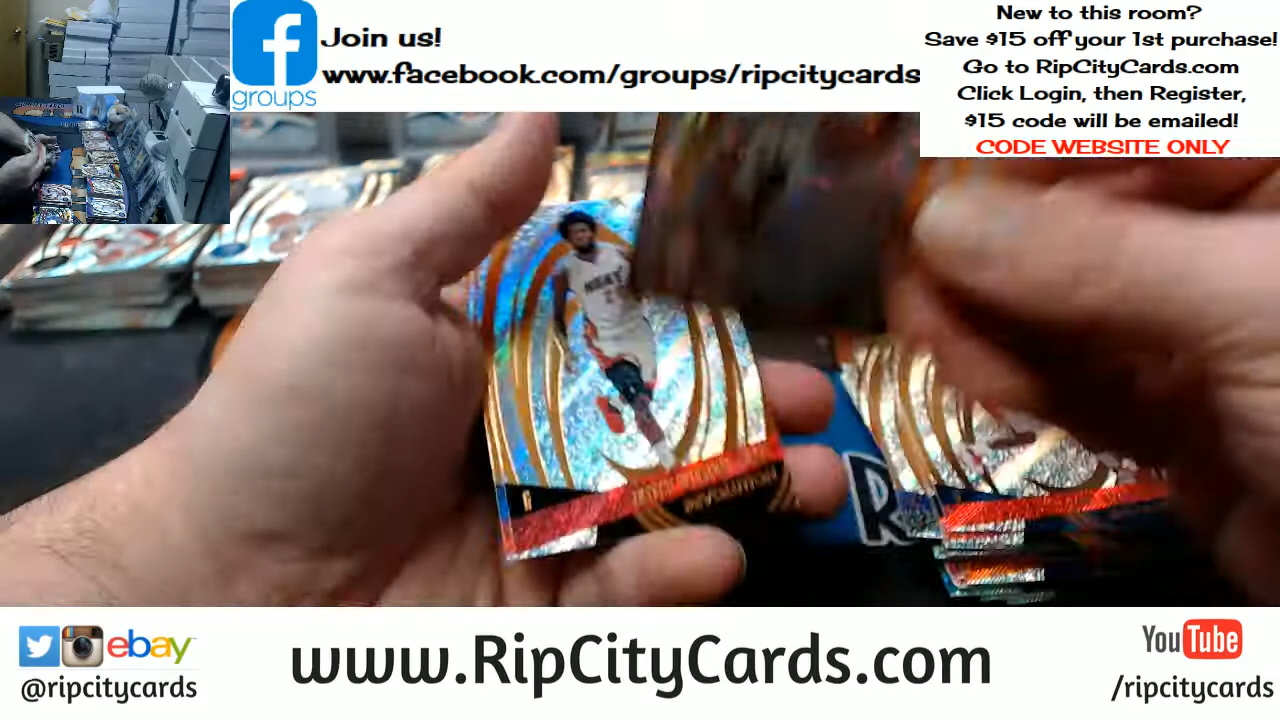 Join us!
www.facebook.com/groups/ripcitycards
groups
New to this room?
Save $15 off your 1st purchase!
Go to RipCityCards.com
Click Login, then Register,
$15 code will be emailed!
CODE WEBSITE ONLY
REVOLUTION
ebay
@ripcitycards
www.RipCityCards.com
YouTube
/ripcitycards